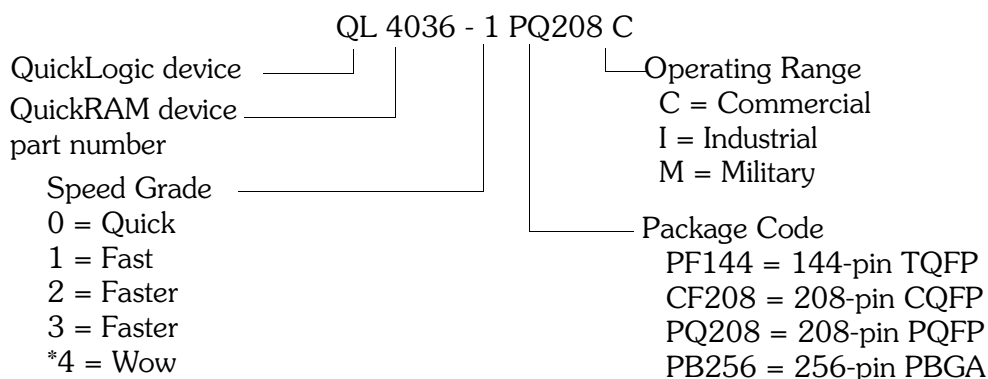 QL 4036 - 1 PQ208 C
QuickLogic device
QuickRAM device
part number
Speed Grade
0 = Quick
1 = Fast
2 = Faster
3 = Faster
*4 = Wow
Operating Range
C = Commercial
I = Industrial
M = Military
Package Code
PF144 = 144-pin TQFP
CF208 = 208-pin CQFP
PQ208 = 208-pin PQFP
PB256 = 256-pin PBGA